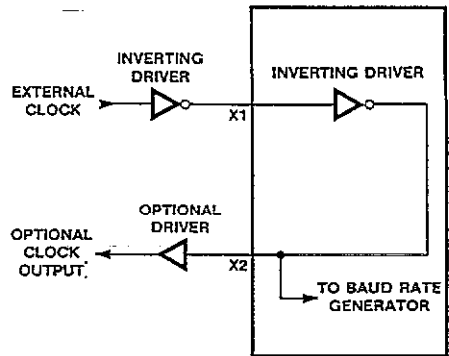 INVERTING
DRIVER
INVERTING DRIVER
EXTERNAL
CLOCK
X1
OPTIONAL
DRIVER
OPTIONAL
CLOCK
OUTPUT.
X2
TO BAUD RATE
GENERATOR